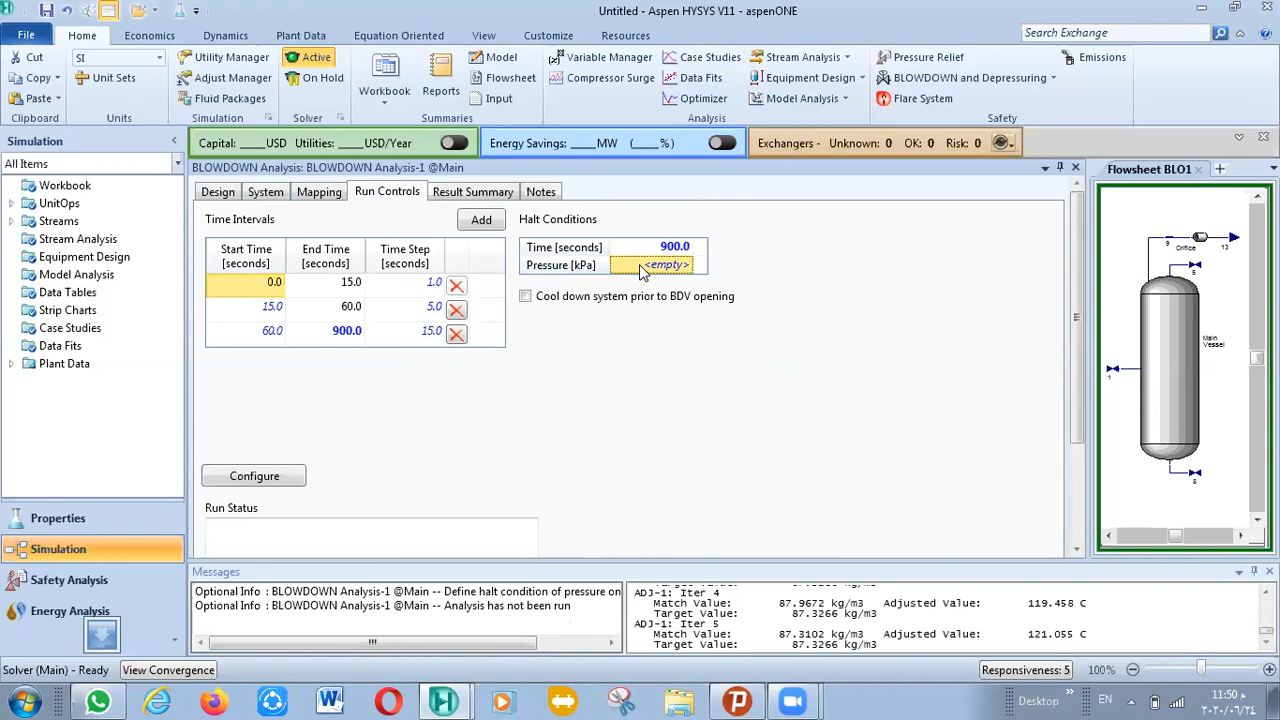 Untitled - Aspen HYSYS V11 - aspenONE
File Home Economics Dynamics Plant Data Equation Oriented View Customize Resources Search Exchange
Cut SI Utility Manager Active Model Variable Manager Case Studies Stream Analysis Pressure Relief Emissions
Copy Unit Sets Adjust Manager On Hold Workbook Reports Flowsheet Compressor Surge Data Fits Equipment Design BLOWDOWN and Depressuring
Paste Fluid Packages Input Optimizer Model Analysis Flare System
Clipboard Units Simulation Solver Summaries Analysis Safety
Simulation
Capital: ____USD Utilities: ____USD/Year Energy Savings: ____MW (____%) Exchangers - Unknown: 0 OK: 0 Risk: 0
All Items
BLOWDOWN Analysis: BLOWDOWN Analysis-1 @Main
Flowsheet BLO1
Workbook
UnitOps
Streams
Stream Analysis
Equipment Design
Model Analysis
Data Tables
Strip Charts
Case Studies
Data Fits
Plant Data
Design System Mapping Run Controls Result Summary Notes
Time Intervals Add Halt Conditions
Start Time [seconds] End Time [seconds] Time Step [seconds]
0.0 15.0 1.0
15.0 60.0 5.0
60.0 900.0 15.0
Time [seconds] 900.0
Pressure [kPa] <empty>
Cool down system prior to BDV opening
Configure
Run Status
9
Orifice
13
5
Main
Vessel
1
8
Properties
Simulation
Safety Analysis
Energy Analysis
Messages
Optional Info : BLOWDOWN Analysis-1 @Main -- Define halt condition of pressure on
Optional Info : BLOWDOWN Analysis-1 @Main -- Analysis has not been run
ADJ-1: Iter 4
Match Value: 87.9672 kg/m3 Adjusted Value: 119.458 C
Target Value: 87.3266 kg/m3
ADJ-1: Iter 5
Match Value: 87.3102 kg/m3 Adjusted Value: 121.055 C
Target Value: 87.3266 kg/m3
Solver (Main) - Ready View Convergence Responsiveness: 5 100%
Desktop EN
11:50 م
٢٠٢٠/٠٦/٢٤